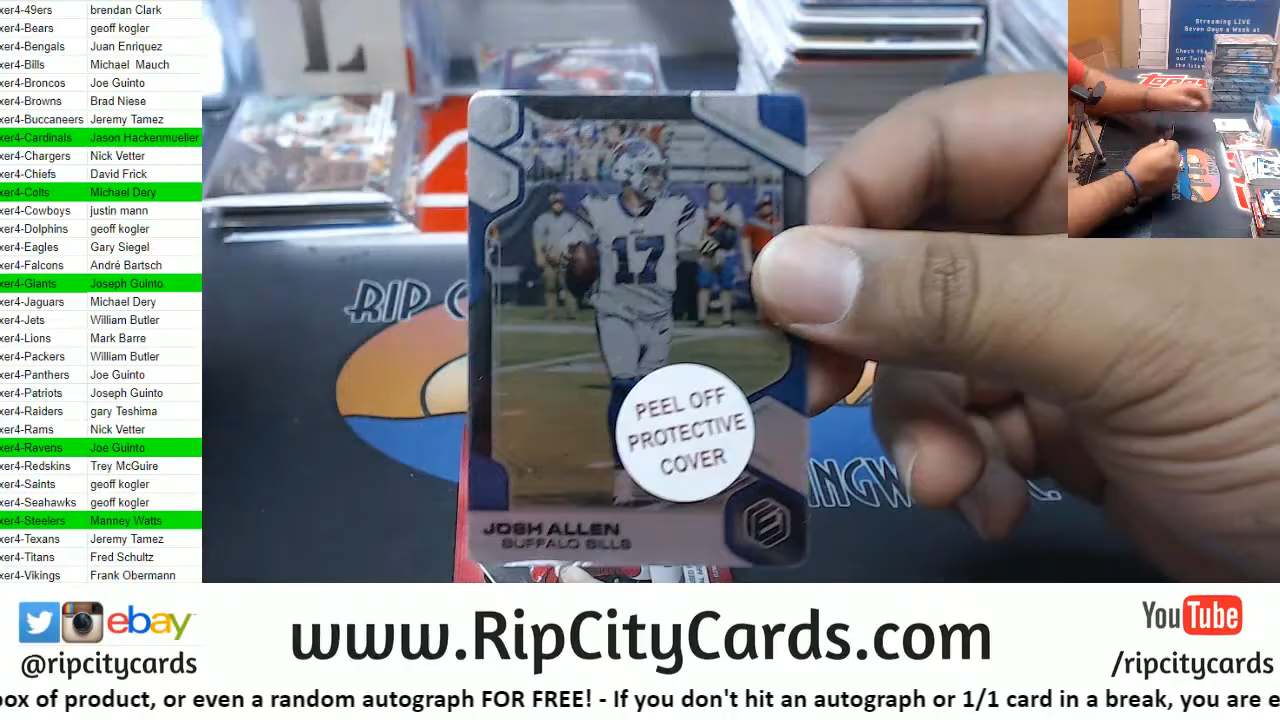 xer4-49ers brendan Clark
xer4-Bears geoff kogler
xer4-Bengals Juan Enriquez
xer4-Bills Michael Mauch
xer4-Broncos Joe Guinto
xer4-Browns Brad Niese
xer4-Buccaneers Jeremy Tamez
xer4-Cardinals Jason Hackenmueller
xer4-Chargers Nick Vetter
xer4-Chiefs David Frick
xer4-Colts Michael Dery
xer4-Cowboys justin mann
xer4-Dolphins geoff kogler
xer4-Eagles Gary Siegel
xer4-Falcons André Bartsch
xer4-Giants Joseph Guinto
xer4-Jaguars Michael Dery
xer4-Jets William Butler
xer4-Lions Mark Barre
xer4-Packers William Butler
xer4-Panthers Joe Guinto
xer4-Patriots Joseph Guinto
xer4-Raiders gary Teshima
xer4-Rams Nick Vetter
xer4-Ravens Joe Guinto
xer4-Redskins Trey McGuire
xer4-Saints geoff kogler
xer4-Seahawks geoff kogler
xer4-Steelers Manney Watts
xer4-Texans Jeremy Tamez
xer4-Titans Fred Schultz
xer4-Vikings Frank Obermann
Streaming LIVE
Seven Days a Week at
Check th
Topps
RIP C
17
PEEL OFF
PROTECTIVE
COVER
JOSH ALLEN
BUFFALO BILLS
E
INGW
ebay
@ripcitycards
www.RipCityCards.com
YouTube
/ripcitycards
ox of product, or even a random autograph FOR FREE! - If you don't hit an autograph or 1/1 card in a break, you are e